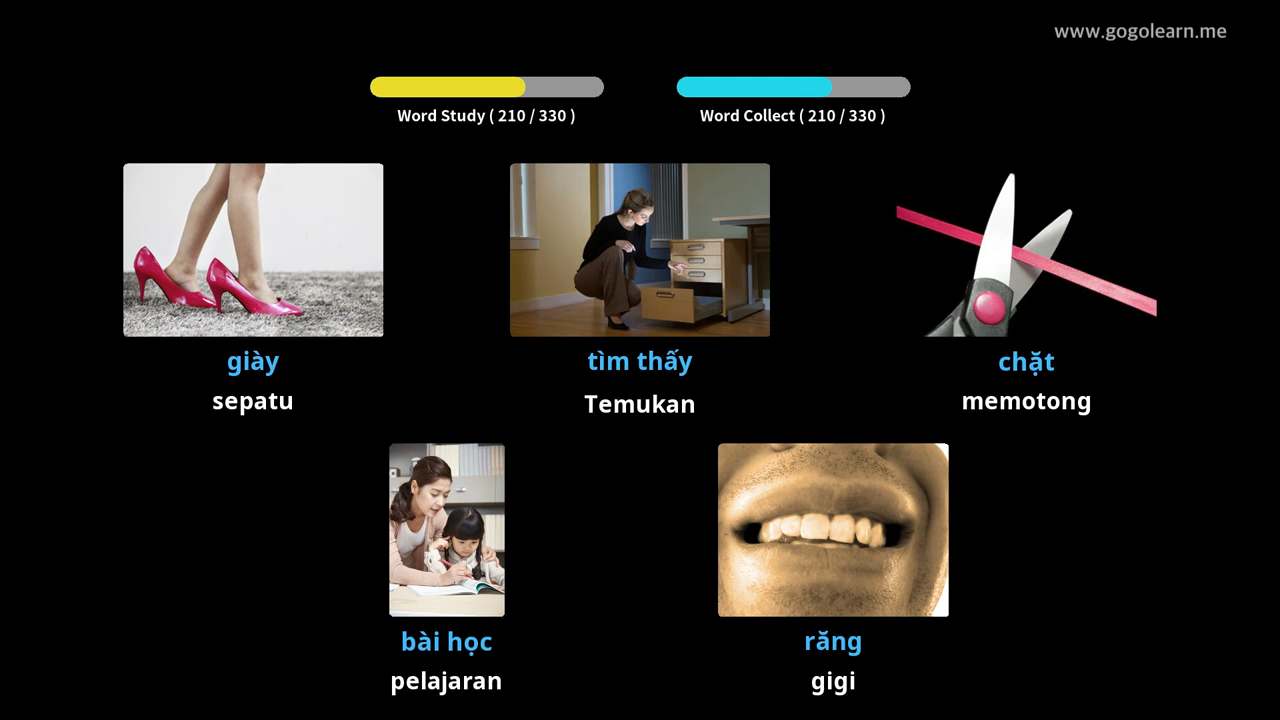 www.gogolearn.me
Word Study ( 210 / 330 )
Word Collect ( 210 / 330 )
giày
sepatu
tìm thấy
Temukan
chặt
memotong
bài học
pelajaran
răng
gigi